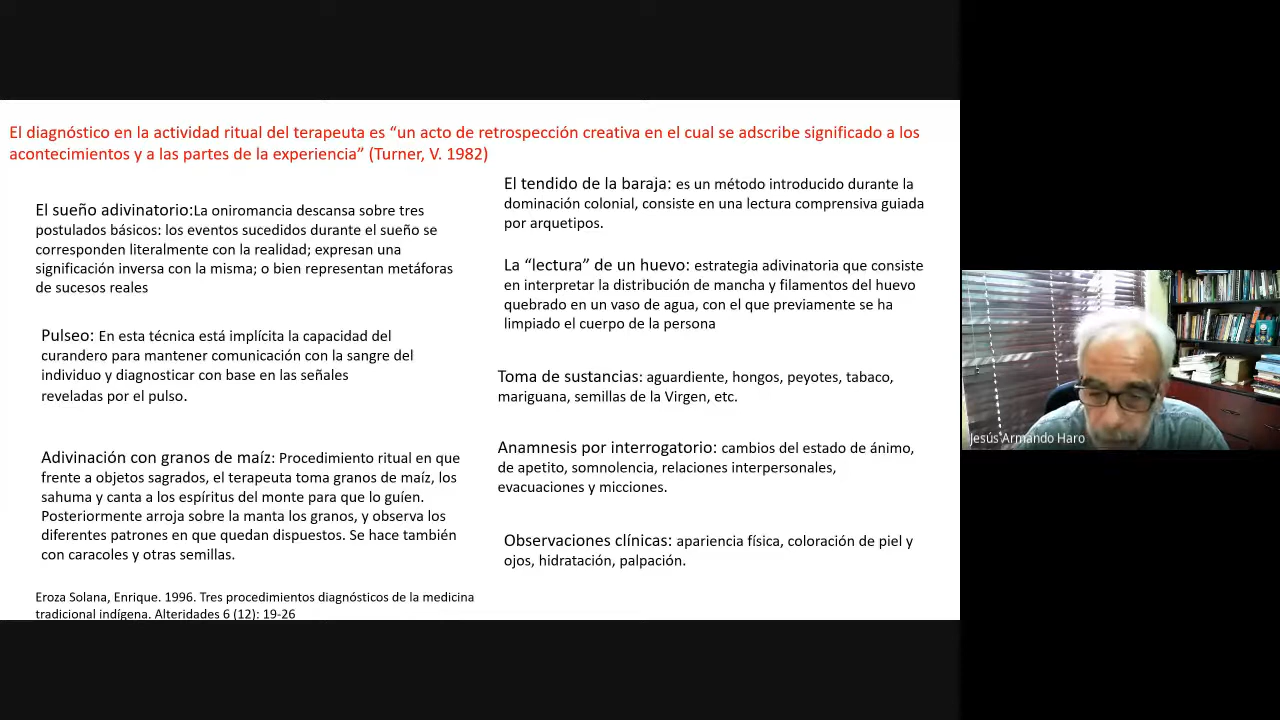 El diagnóstico en la actividad ritual del terapeuta es “un acto de retrospección creativa en el cual se adscribe significado a los
acontecimientos y a las partes de la experiencia” (Turner, V. 1982)
El sueño adivinatorio:La oniromancia descansa sobre tres
postulados básicos: los eventos sucedidos durante el sueño se
corresponden literalmente con la realidad; expresan una
significación inversa con la misma; o bien representan metáforas
de sucesos reales
Pulseo: En esta técnica está implícita la capacidad del
curandero para mantener comunicación con la sangre del
individuo y diagnosticar con base en las señales
reveladas por el pulso.
Adivinación con granos de maíz: Procedimiento ritual en que
frente a objetos sagrados, el terapeuta toma granos de maíz, los
sahuma y canta a los espíritus del monte para que lo guíen.
Posteriormente arroja sobre la manta los granos, y observa los
diferentes patrones en que quedan dispuestos. Se hace también
con caracoles y otras semillas.
Eroza Solana, Enrique. 1996. Tres procedimientos diagnósticos de la medicina
tradicional indígena. Alteridades 6 (12): 19-26
El tendido de la baraja: es un método introducido durante la
dominación colonial, consiste en una lectura comprensiva guiada
por arquetipos.
La “lectura” de un huevo: estrategia adivinatoria que consiste
en interpretar la distribución de mancha y filamentos del huevo
quebrado en un vaso de agua, con el que previamente se ha
limpiado el cuerpo de la persona
Toma de sustancias: aguardiente, hongos, peyotes, tabaco,
mariguana, semillas de la Virgen, etc.
Anamnesis por interrogatorio: cambios del estado de ánimo,
de apetito, somnolencia, relaciones interpersonales,
evacuaciones y micciones.
Observaciones clínicas: apariencia física, coloración de piel y
ojos, hidratación, palpación.
Jesús Armando Haro